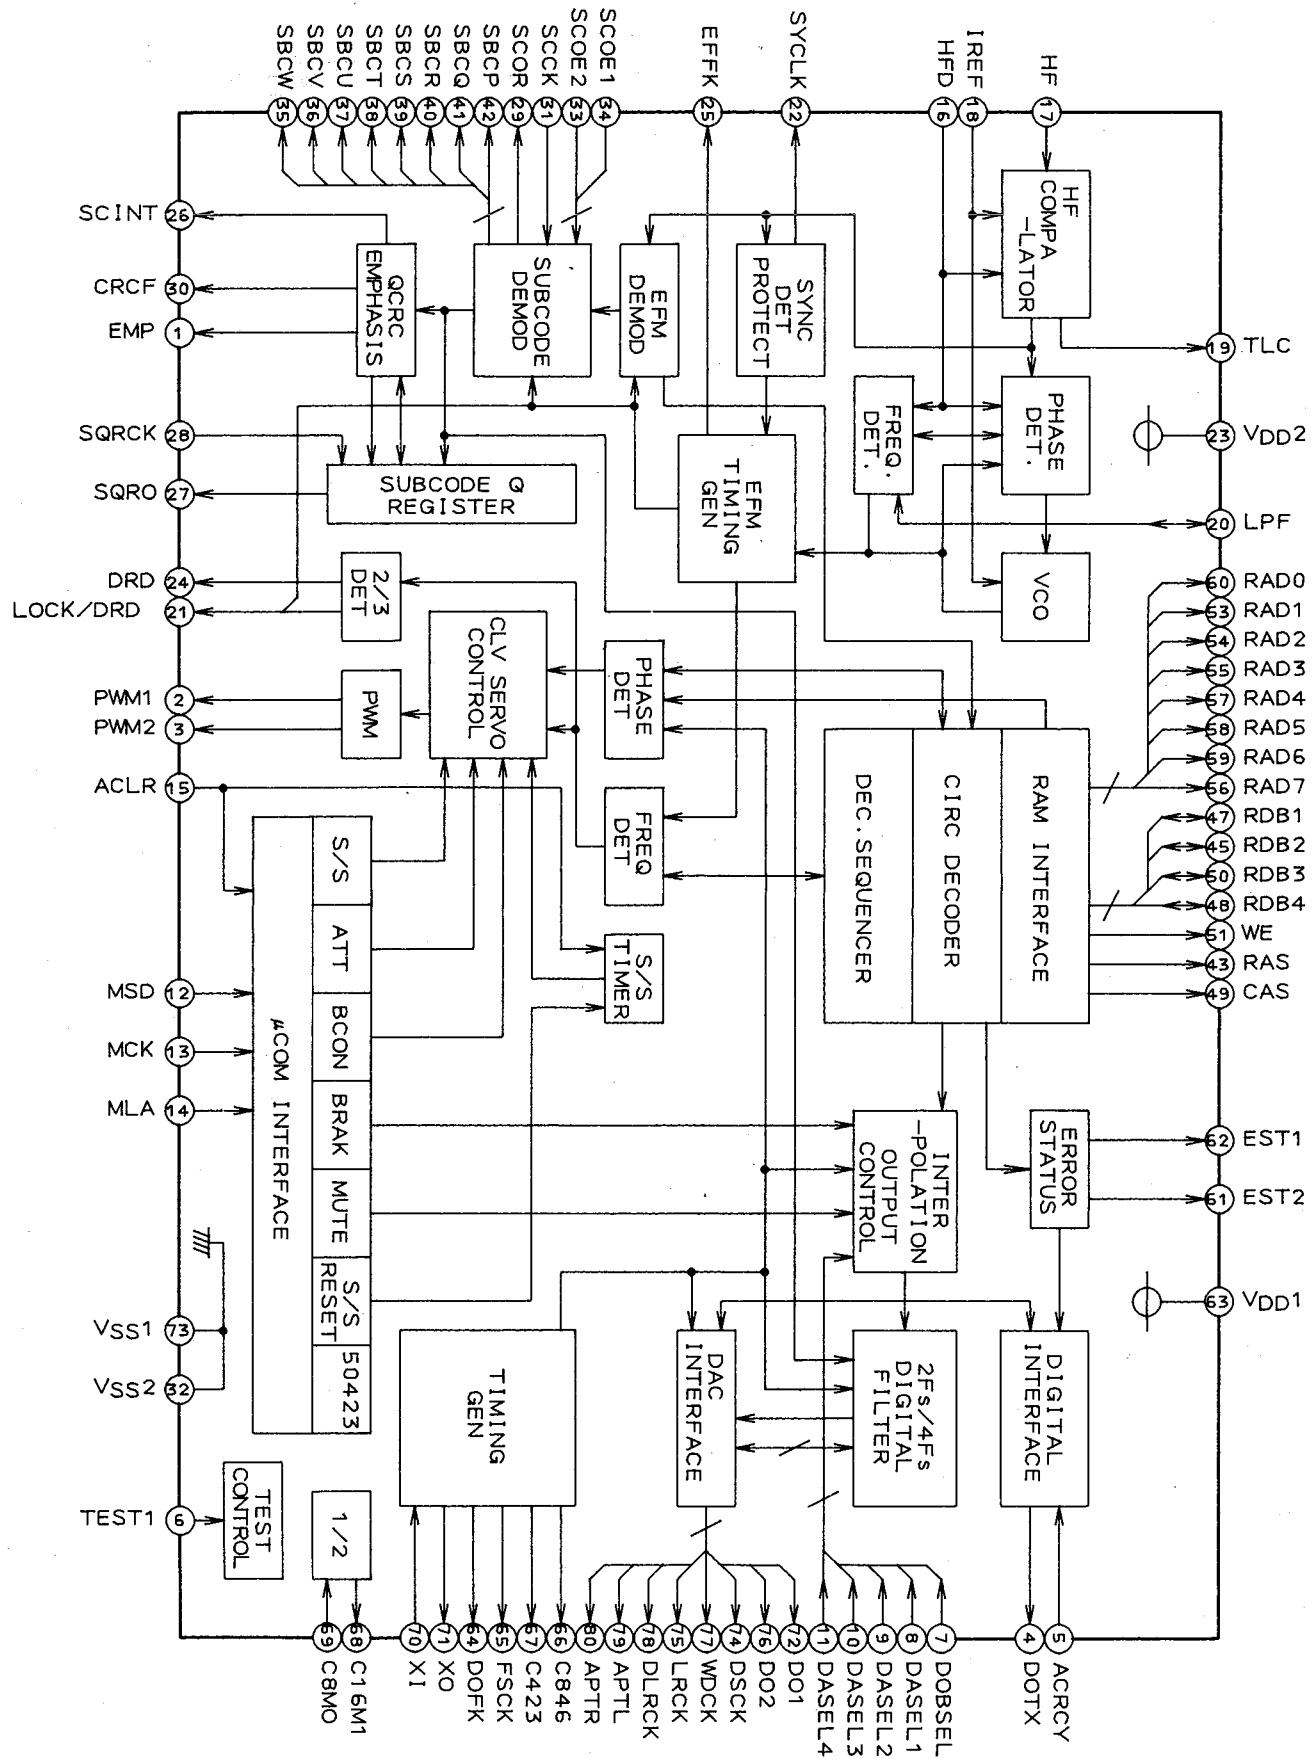 SBCW
SBCV
SBCU
SBCT
SBCS
SBCR
SBCQ
SBCP
SCOR
SCCK
SCOE2
SCOE1
EFFK
SYCLK
HFD
IREF
HF
35
36
37
38
39
40
41
42
29
31
33
34
25
22
16
18
17
SCINT 26
CRCF 30
EMP 1
SQRCK 28
SQRO 27
DRD 24
LOCK/DRD 21
PWM1 2
PWM2 3
ACLR 15
MSD 12
MCK 13
MLA 14
VSS1 73
VSS2 32
TEST1 6
QCRC
EMPHASIS
SUBCODE
DEMOD
EFM
DEMOD
SYNC
DET
PROTECT
HF
COMPA
-LATOR
FREQ.
DET.
PHASE
DET.
SUBCODE Q
REGISTER
EFM
TIMING
GEN
VCO
2/3
DET
CLV SERVO
CONTROL
PWM
PHASE
DET
FREQ
DET
S/S
TIMER
DEC.SEQUENCER
CIRC DECODER
RAM INTERFACE
µCOM INTERFACE
S/S
ATT
BCON
BRAK
MUTE
S/S
RESET
50423
INTER
-POLATION
OUTPUT
CONTROL
ERROR
STATUS
TIMING
GEN
DAC
INTERFACE
2Fs/4Fs
DIGITAL
FILTER
DIGITAL
INTERFACE
TEST
CONTROL
1/2
19 TLC
23 VDD2
20 LPF
60 RAD0
53 RAD1
54 RAD2
55 RAD3
57 RAD4
58 RAD5
59 RAD6
56 RAD7
47 RDB1
45 RDB2
50 RDB3
48 RDB4
51 WE
43 RAS
49 CAS
62 EST1
61 EST2
63 VDD1
69
68
70
71
64
65
67
66
80
79
78
75
77
74
76
72
11
10
9
8
7
4
5
C8MO
C16M1
XI
XO
DOFK
FSCK
C423
C846
APTR
APTL
DLRCK
LRCK
WDCK
DSCK
DO2
DO1
DASEL4
DASEL3
DASEL2
DASEL1
DOBSEL
DOTX
ACRCY